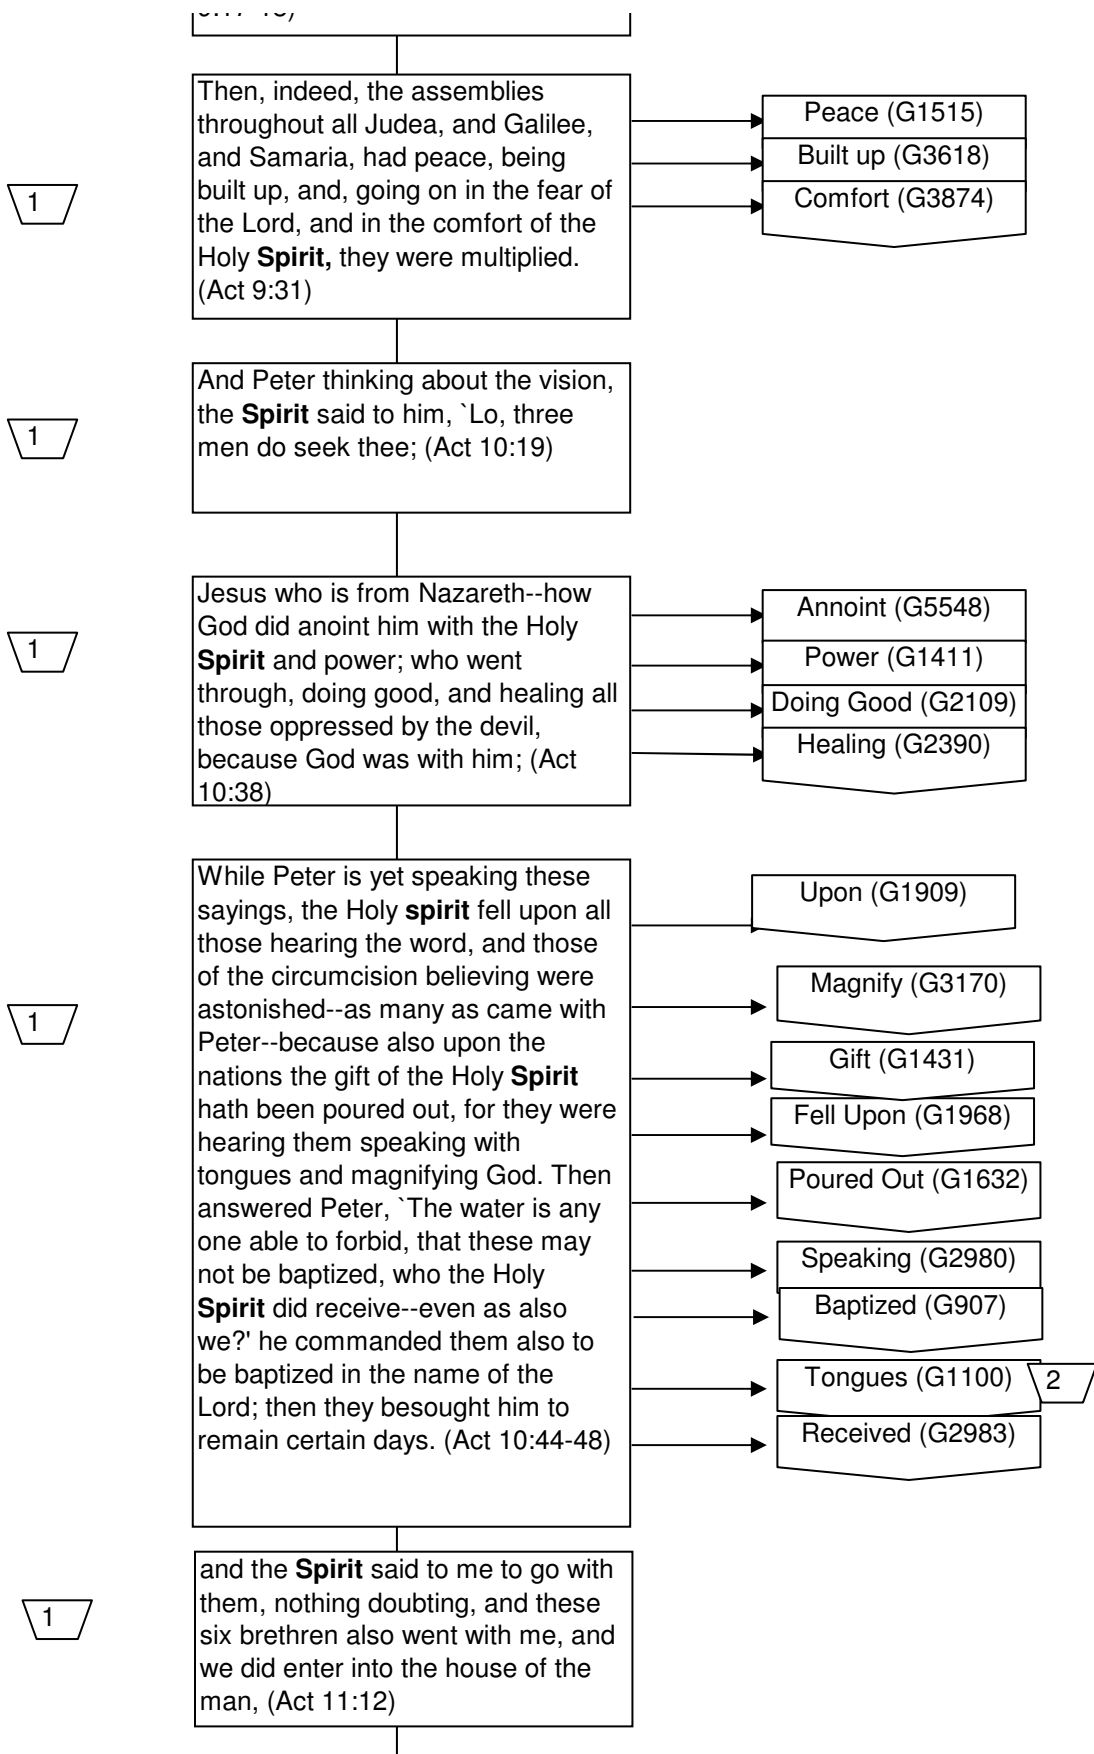 Then, indeed, the assemblies
throughout all Judea, and Galilee,
and Samaria, had peace, being
built up, and, going on in the fear of
the Lord, and in the comfort of the
Holy Spirit, they were multiplied.
(Act 9:31)
Peace (G1515)
Built up (G3618)
Comfort (G3874)
1
And Peter thinking about the vision,
the Spirit said to him, `Lo, three
men do seek thee; (Act 10:19)
1
Jesus who is from Nazareth--how
God did anoint him with the Holy
Spirit and power; who went
through, doing good, and healing all
those oppressed by the devil,
because God was with him; (Act
10:38)
Annoint (G5548)
Power (G1411)
Doing Good (G2109)
Healing (G2390)
1
While Peter is yet speaking these
sayings, the Holy spirit fell upon all
those hearing the word, and those
of the circumcision believing were
astonished--as many as came with
Peter--because also upon the
nations the gift of the Holy Spirit
hath been poured out, for they were
hearing them speaking with
tongues and magnifying God. Then
answered Peter, `The water is any
one able to forbid, that these may
not be baptized, who the Holy
Spirit did receive--even as also
we?' he commanded them also to
be baptized in the name of the
Lord; then they besought him to
remain certain days. (Act 10:44-48)
Upon (G1909)
Magnify (G3170)
Gift (G1431)
Fell Upon (G1968)
Poured Out (G1632)
Speaking (G2980)
Baptized (G907)
Tongues (G1100)
2
Received (G2983)
1
and the Spirit said to me to go with
them, nothing doubting, and these
six brethren also went with me, and
we did enter into the house of the
man, (Act 11:12)
1